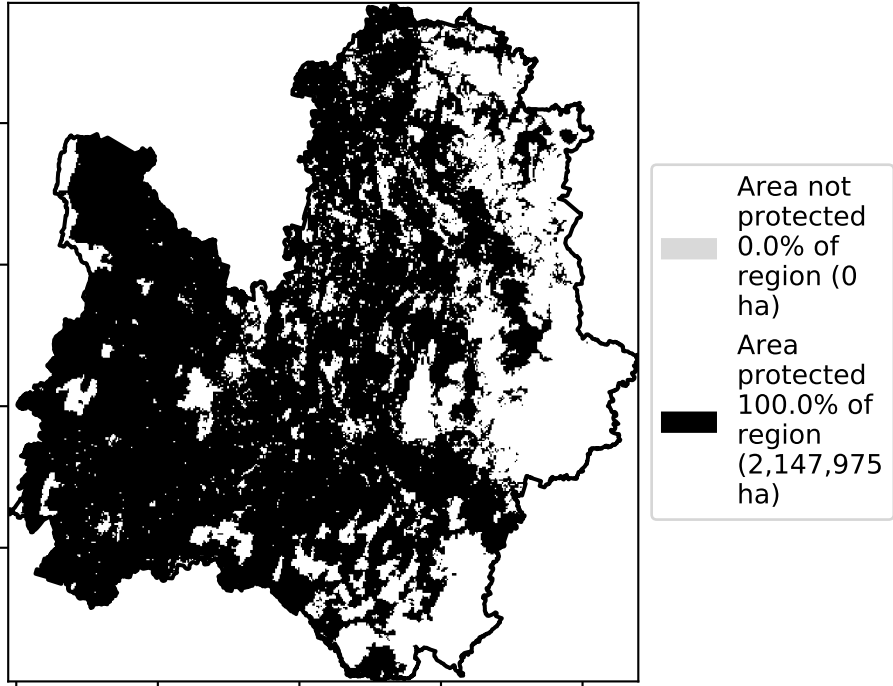 Area not
protected
0.0% of
region (0
ha)
Area
protected
100.0% of
region
(2,147,975
ha)